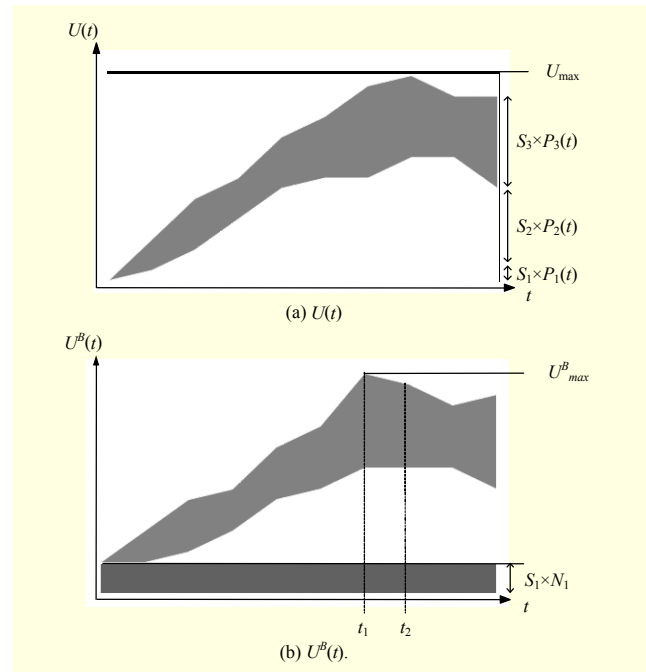 U(t)
U_max
S_3×P_3(t)
S_2×P_2(t)
S_1×P_1(t)
t
(a) U(t)
U^B(t)
U^B_max
S_1×N_1
t
t_1 t_2
(b) U^B(t).